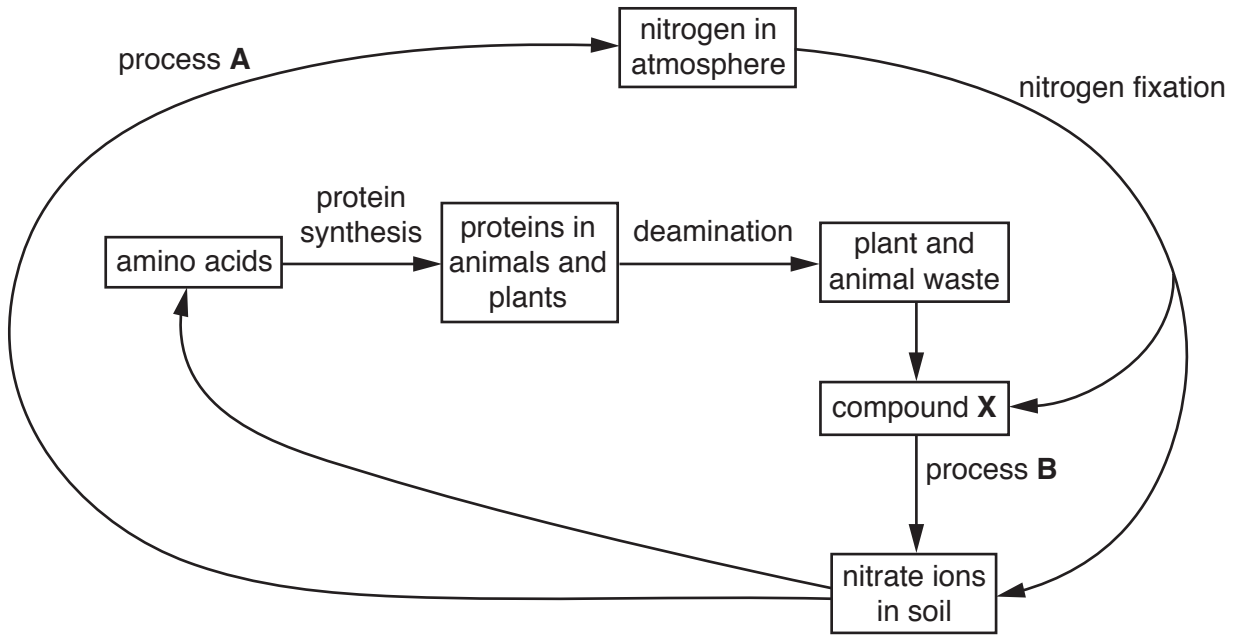 process A
nitrogen in
atmosphere
nitrogen fixation
amino acids
protein
synthesis
proteins in
animals and
plants
deamination
plant and
animal waste
compound X
process B
nitrate ions
in soil